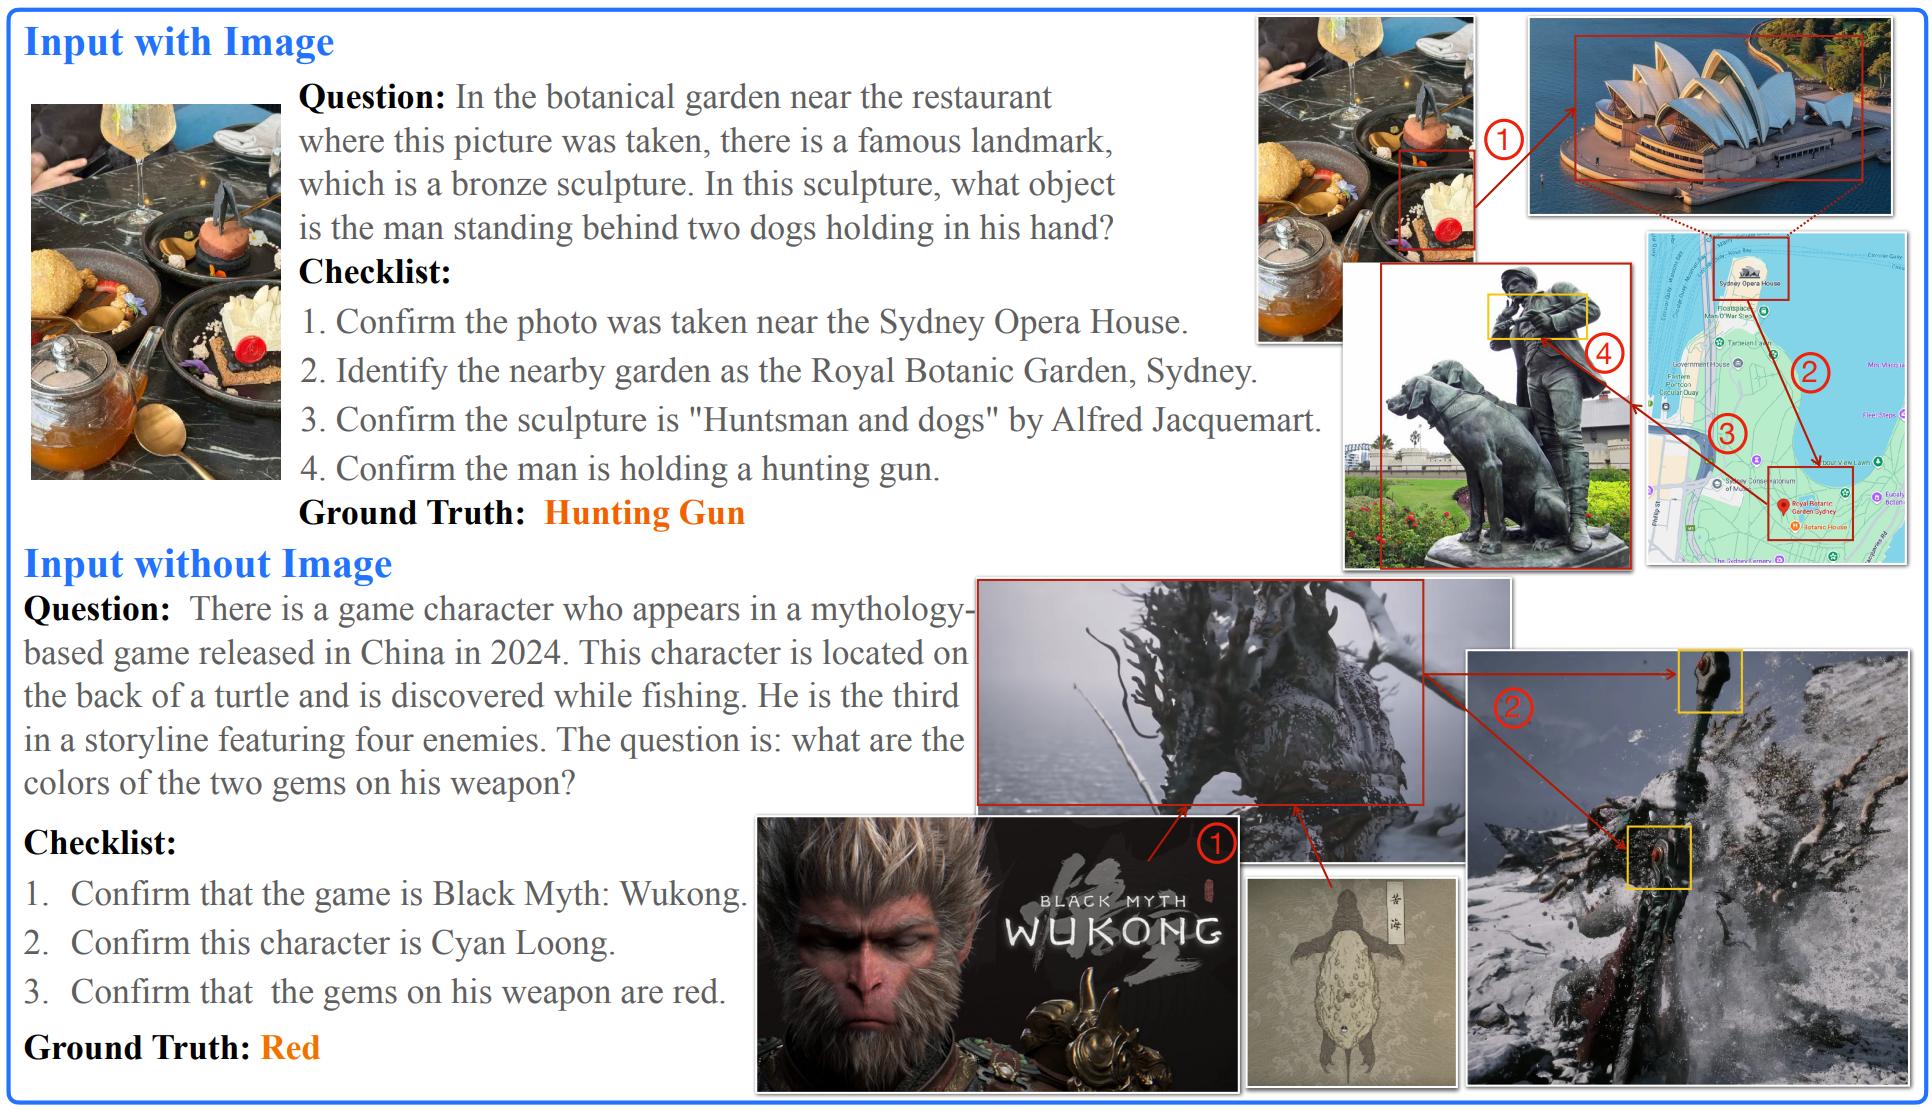 Input with Image
Question: In the botanical garden near the restaurant
where this picture was taken, there is a famous landmark,
which is a bronze sculpture. In this sculpture, what object
is the man standing behind two dogs holding in his hand?
Checklist:
1. Confirm the photo was taken near the Sydney Opera House.
2. Identify the nearby garden as the Royal Botanic Garden, Sydney.
3. Confirm the sculpture is "Huntsman and dogs" by Alfred Jacquemart.
4. Confirm the man is holding a hunting gun.
Ground Truth: Hunting Gun
①
②
③
④
Sydney Opera House
Government House
Royal Botanic
Garden Sydney
Botanic House
Input without Image
Question: There is a game character who appears in a mythology-
based game released in China in 2024. This character is located on
the back of a turtle and is discovered while fishing. He is the third
in a storyline featuring four enemies. The question is: what are the
colors of the two gems on his weapon?
Checklist:
1. Confirm that the game is Black Myth: Wukong.
2. Confirm this character is Cyan Loong.
3. Confirm that the gems on his weapon are red.
Ground Truth: Red
①
②
BLACK MYTH
WUKONG
悟空
苦海